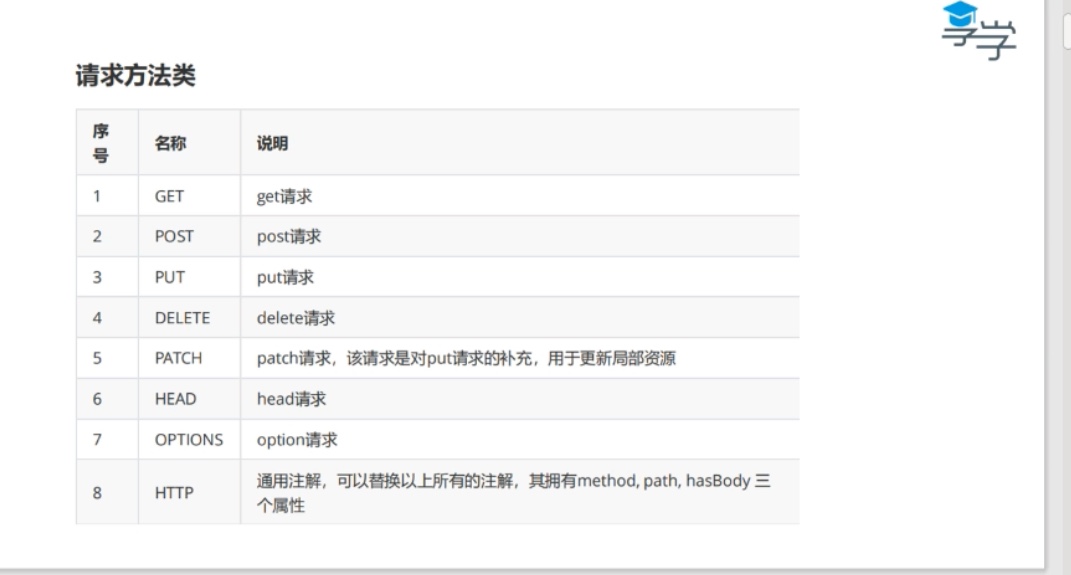 享学
请求方法类
序号 名称 说明
1 GET get请求
2 POST post请求
3 PUT put请求
4 DELETE delete请求
5 PATCH patch请求，该请求是对put请求的补充，用于更新局部资源
6 HEAD head请求
7 OPTIONS option请求
8 HTTP 通用注解，可以替换以上所有的注解，其拥有method, path, hasBody 三
个属性